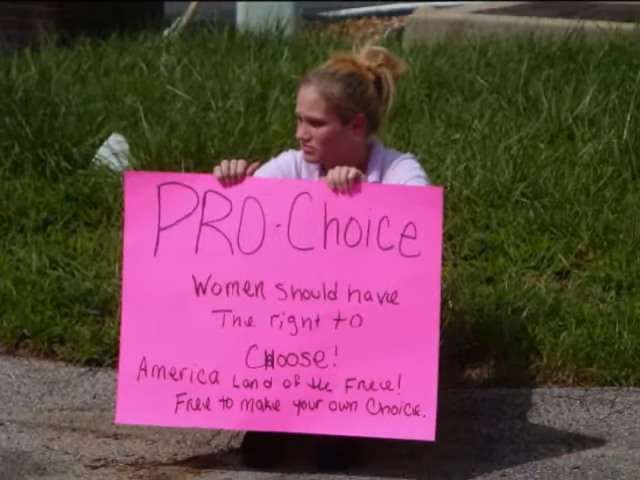 PRO-Choice
Women should have
The right to
Choose!
America Land of the Free!
Free to make your own Choice.